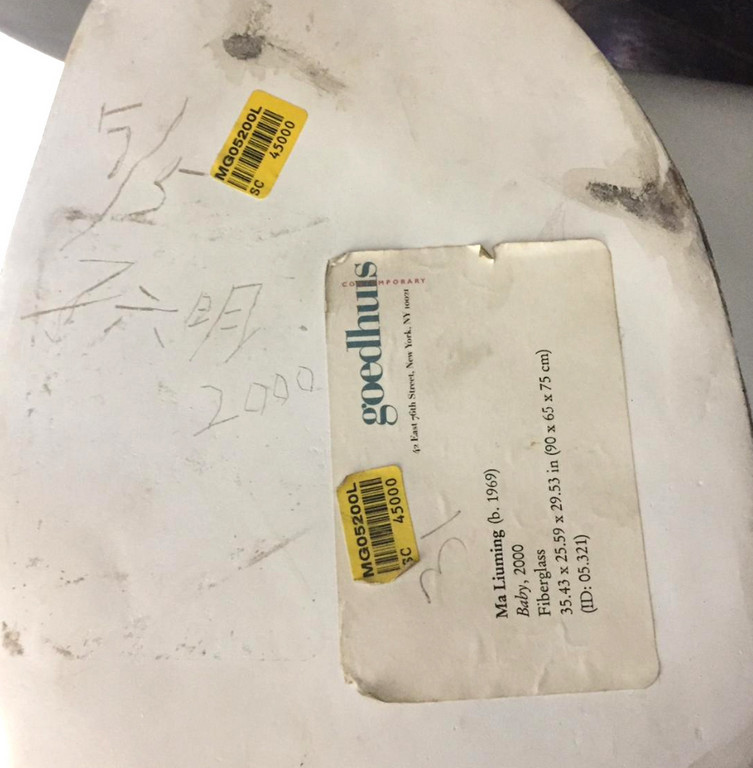 5/5
MG05200L
SC 45000
马六明
2000
goedhuis
CONTEMPORARY
42 East 76th Street, New York, NY 10021
MG05200L
SC 45000
Ma Liuming (b. 1969)
Baby, 2000
Fiberglass
35.43 x 25.59 x 29.53 in (90 x 65 x 75 cm)
(ID: 05.321)